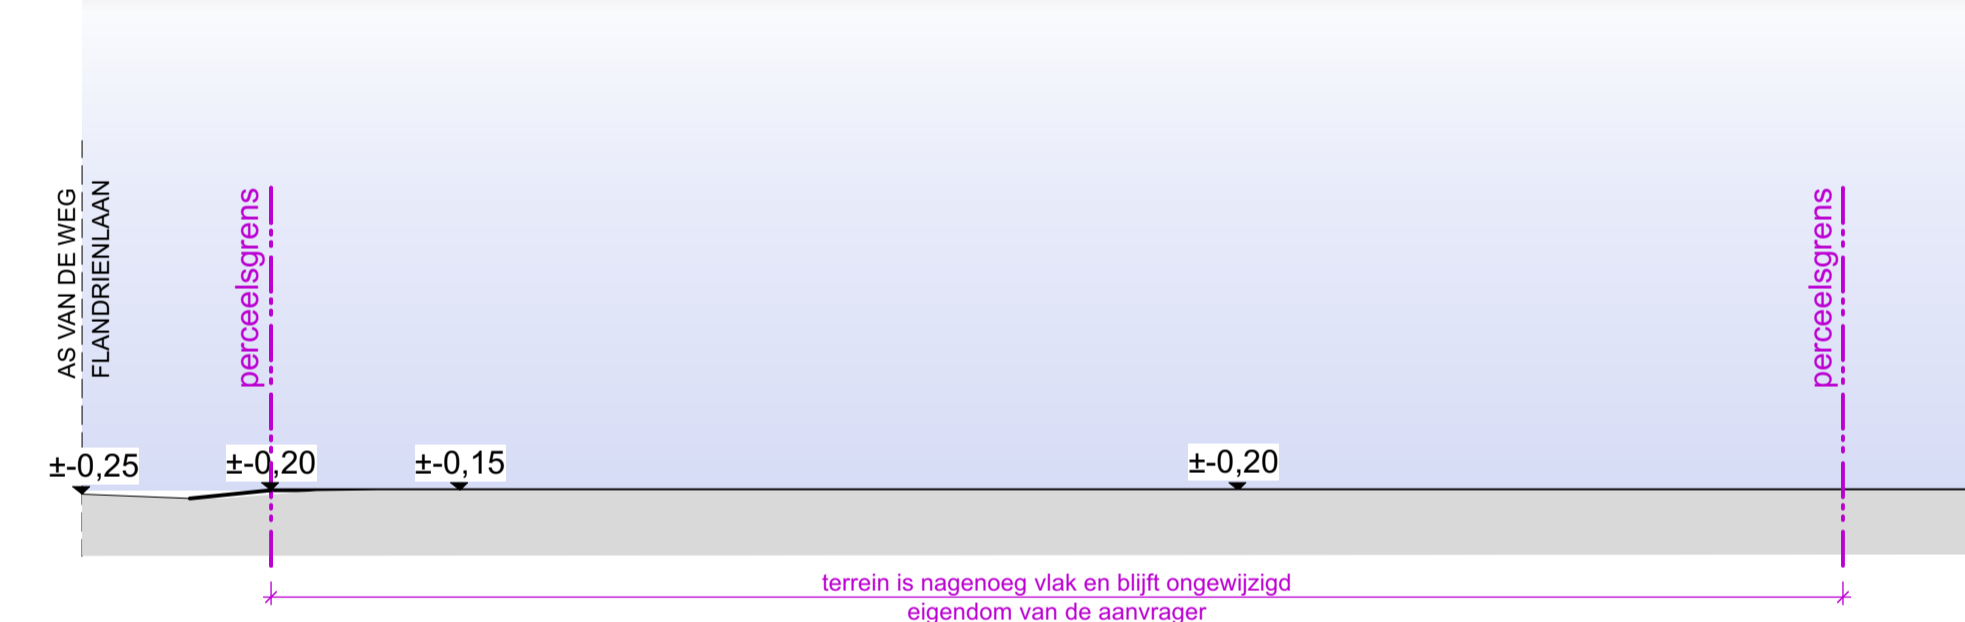 AS VAN DE WEG
FLANDRIENLAAN
perceelsgrens
perceelsgrens
±-0,25
±-0,20
±-0,15
±-0,20
terrein is nagenoeg vlak en blijft ongewijzigd
eigendom van de aanvrager